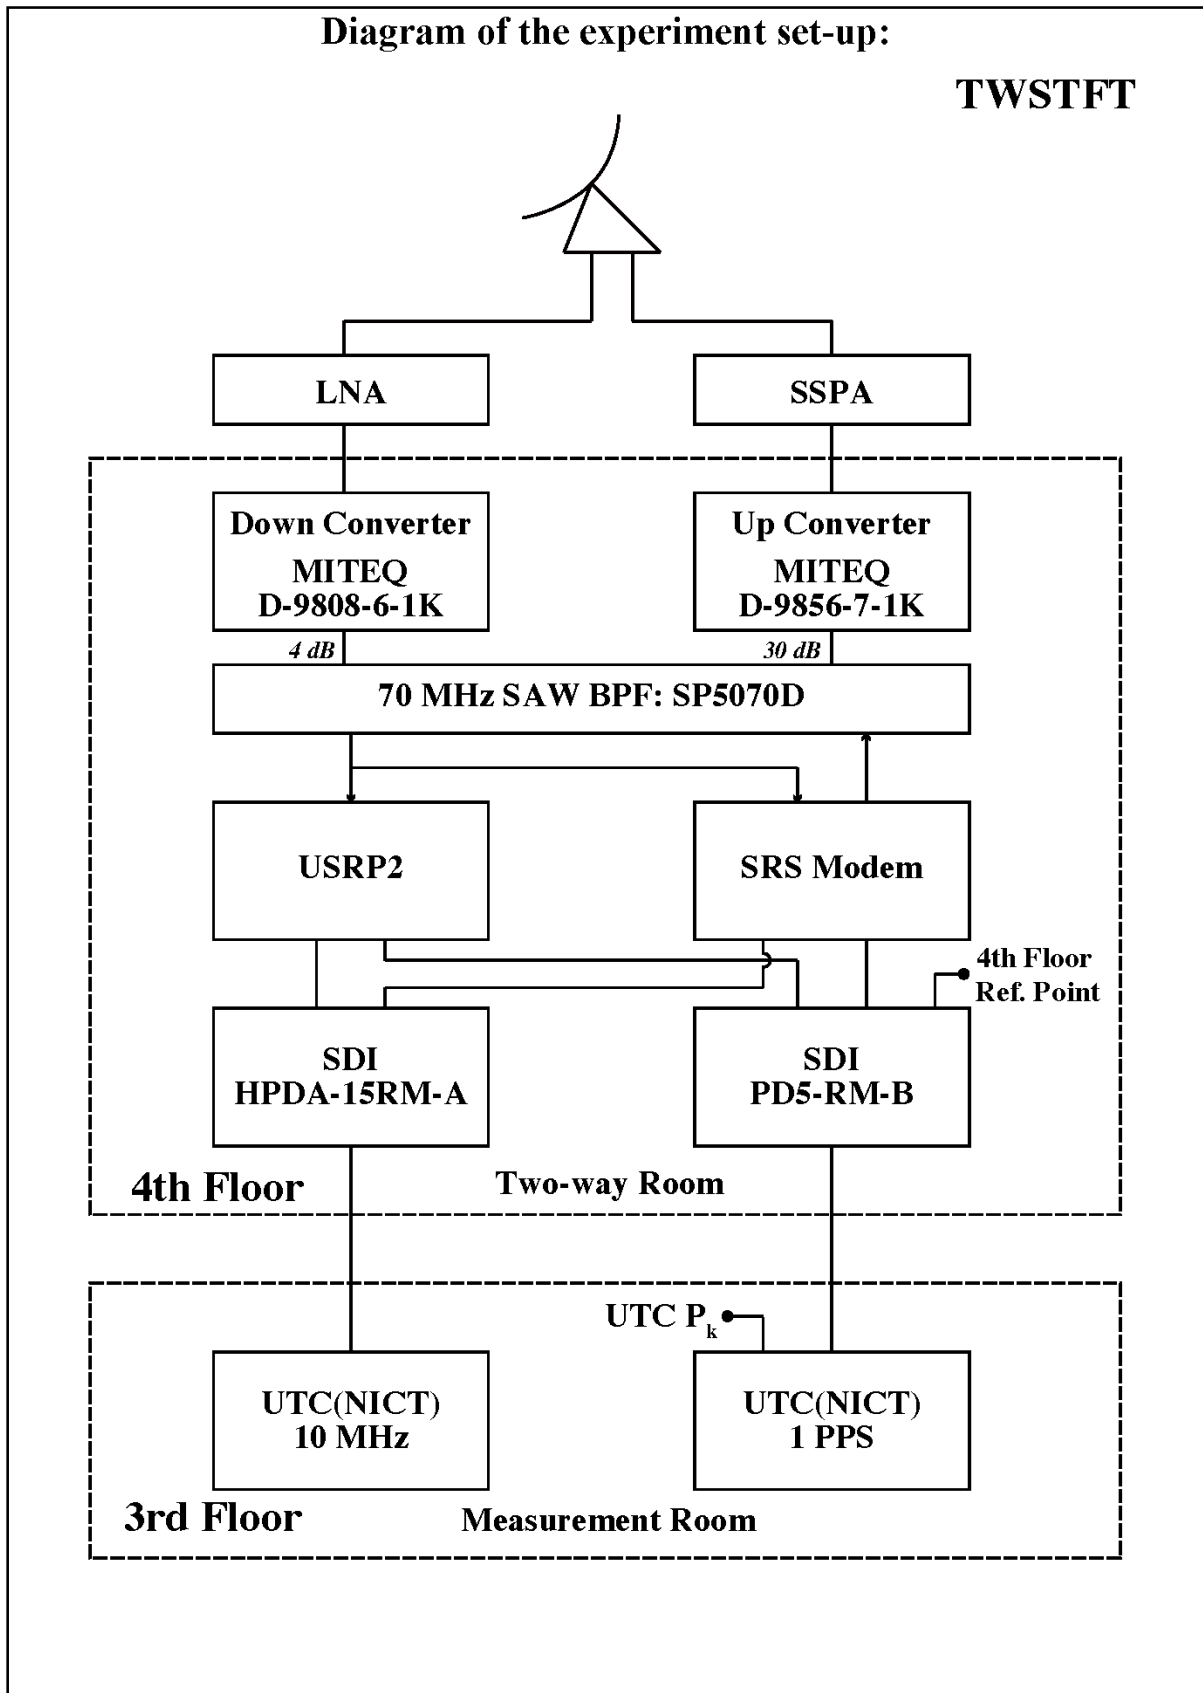 Diagram of the experiment set-up:
TWSTFT
LNA
SSPA
Down Converter
MITEQ
D-9808-6-1K
Up Converter
MITEQ
D-9856-7-1K
4 dB
30 dB
70 MHz SAW BPF: SP5070D
USRP2
SRS Modem
4th Floor
Ref. Point
SDI
HPDA-15RM-A
SDI
PD5-RM-B
4th Floor
Two-way Room
UTC Pk
UTC(NICT)
10 MHz
UTC(NICT)
1 PPS
3rd Floor
Measurement Room